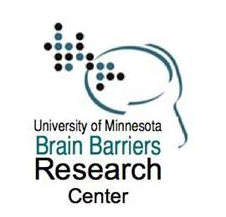 University of Minnesota
Brain Barriers
Research
Center